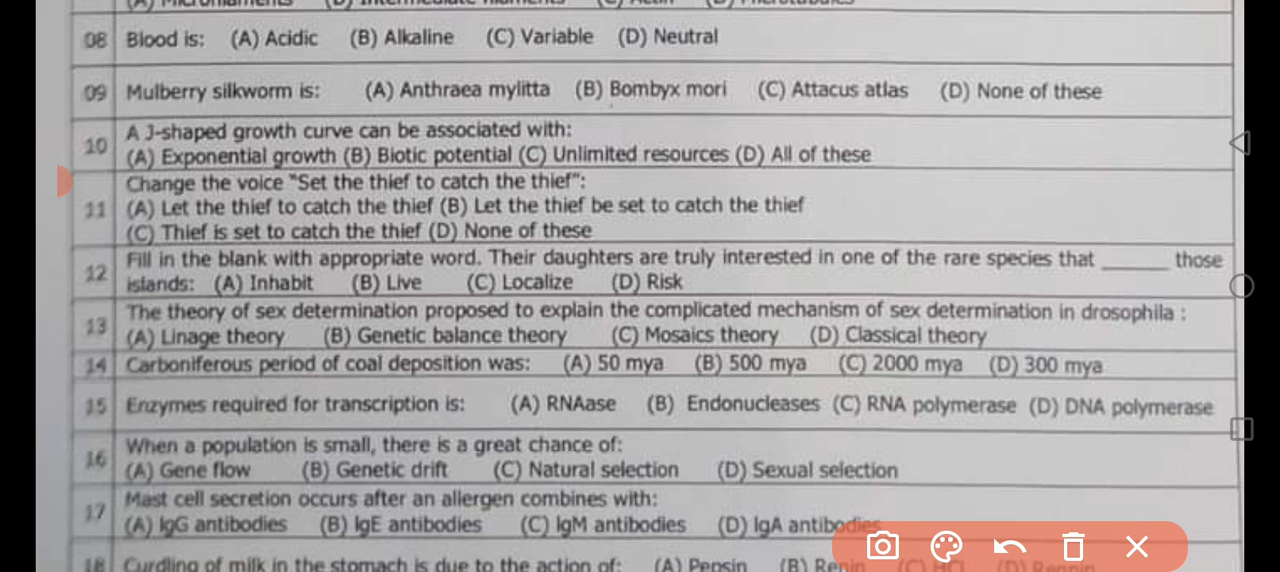 (A) Microfilaments (B) Intermediate filaments (C) Actin (D) Microtubules
08 Blood is: (A) Acidic (B) Alkaline (C) Variable (D) Neutral
09 Mulberry silkworm is: (A) Anthraea mylitta (B) Bombyx mori (C) Attacus atlas (D) None of these
10 A J-shaped growth curve can be associated with:
(A) Exponential growth (B) Biotic potential (C) Unlimited resources (D) All of these
11 Change the voice "Set the thief to catch the thief":
(A) Let the thief to catch the thief (B) Let the thief be set to catch the thief
(C) Thief is set to catch the thief (D) None of these
12 Fill in the blank with appropriate word. Their daughters are truly interested in one of the rare species that ______ those
islands: (A) Inhabit (B) Live (C) Localize (D) Risk
13 The theory of sex determination proposed to explain the complicated mechanism of sex determination in drosophila :
(A) Linage theory (B) Genetic balance theory (C) Mosaics theory (D) Classical theory
14 Carboniferous period of coal deposition was: (A) 50 mya (B) 500 mya (C) 2000 mya (D) 300 mya
15 Enzymes required for transcription is: (A) RNAase (B) Endonucleases (C) RNA polymerase (D) DNA polymerase
16 When a population is small, there is a great chance of:
(A) Gene flow (B) Genetic drift (C) Natural selection (D) Sexual selection
17 Mast cell secretion occurs after an allergen combines with:
(A) IgG antibodies (B) IgE antibodies (C) IgM antibodies (D) IgA antibodies
18 Curdling of milk in the stomach is due to the action of: (A) Pepsin (B) Renin (C) HCl (D) Rennin